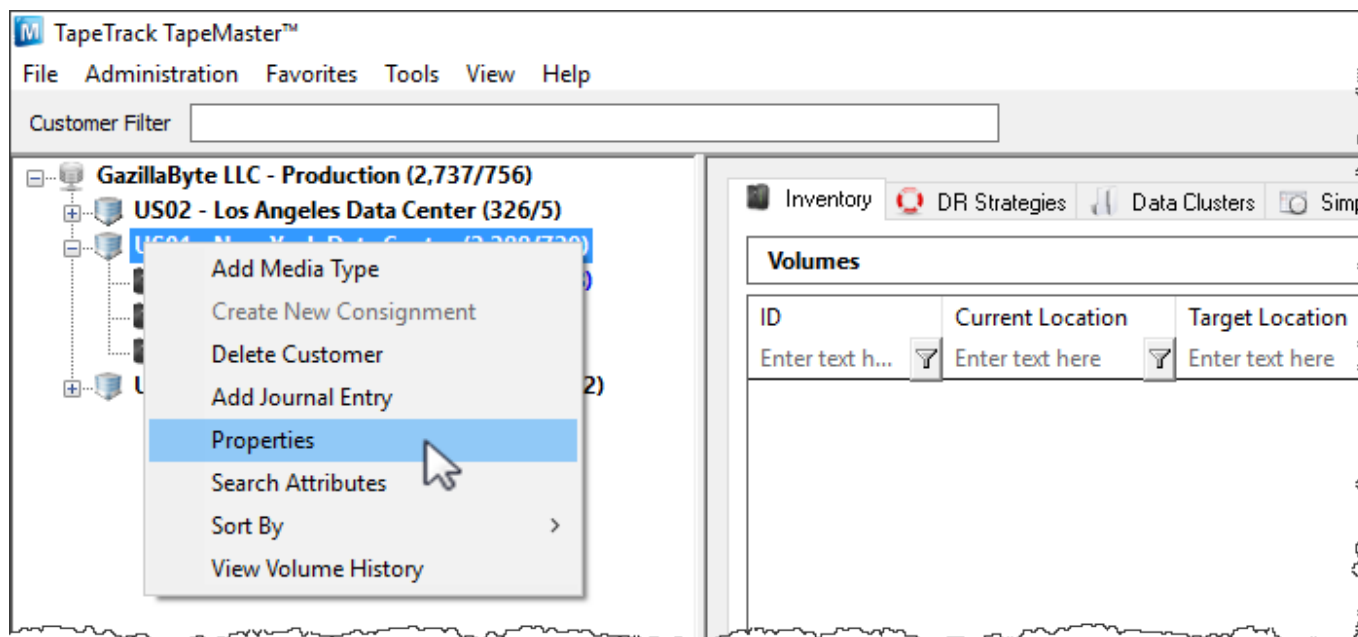 TapeTrack TapeMaster™
File Administration Favorites Tools View Help
Customer Filter
GazillaByte LLC - Production (2,737/756)
US02 - Los Angeles Data Center (326/5)
Inventory DR Strategies Data Clusters Simp
Volumes
ID Current Location Target Location
Enter text h... Enter text here Enter text here
Add Media Type
Create New Consignment
Delete Customer
Add Journal Entry
Properties
Search Attributes
Sort By >
View Volume History
2)